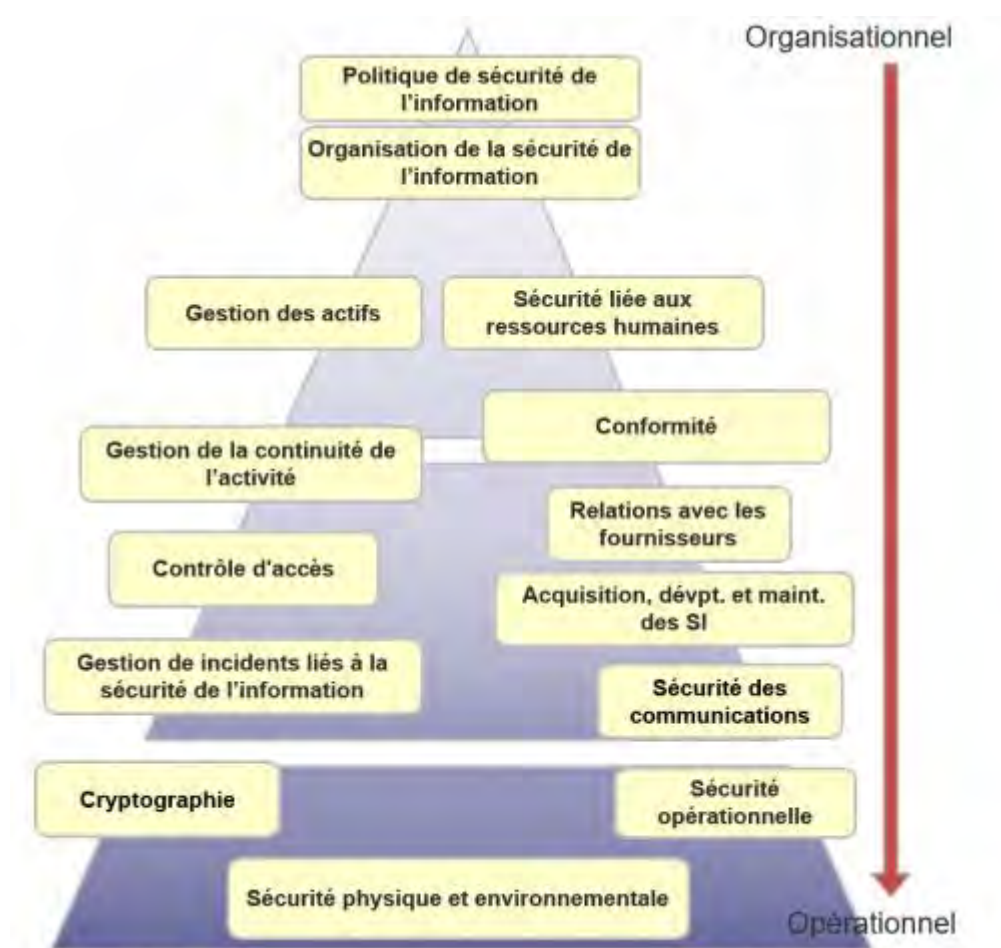 Organisationnel
Politique de sécurité de
l'information
Organisation de la sécurité de
l'information
Gestion des actifs
Sécurité liée aux
ressources humaines
Conformité
Gestion de la continuité de
l'activité
Relations avec les
fournisseurs
Contrôle d'accès
Acquisition, dévpt. et maint.
des SI
Gestion de incidents liés à la
sécurité de l'information
Sécurité des
communications
Cryptographie
Sécurité
opérationnelle
Sécurité physique et environnementale
Opérationnel